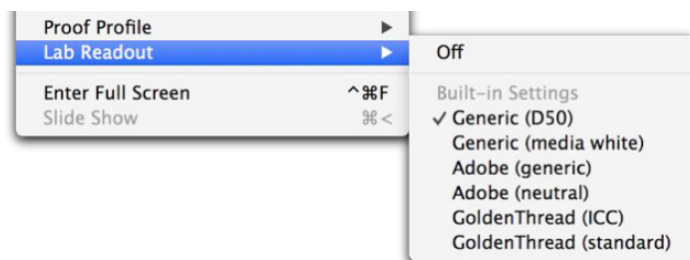 Proof Profile ▶
Lab Readout ▶
Enter Full Screen ^⌘F
Slide Show ⌘<
Off
Built-in Settings
✓ Generic (D50)
Generic (media white)
Adobe (generic)
Adobe (neutral)
GoldenThread (ICC)
GoldenThread (standard)